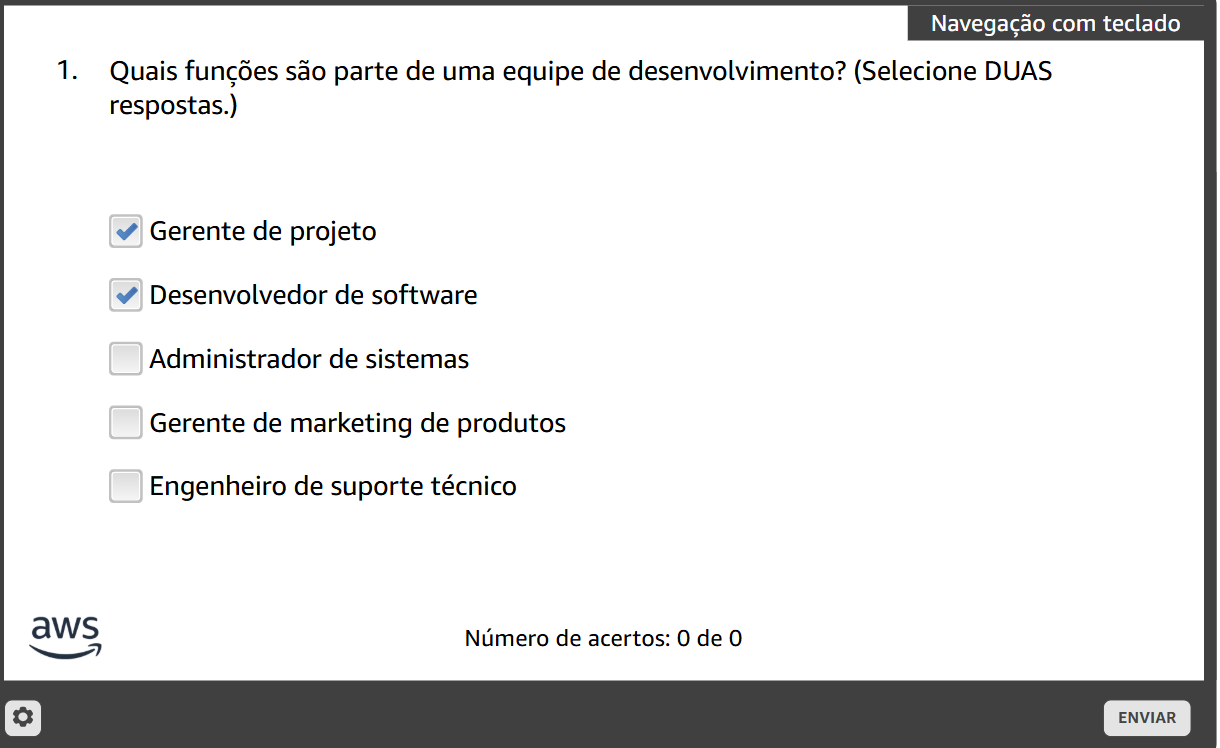 Navegação com teclado
1. Quais funções são parte de uma equipe de desenvolvimento? (Selecione DUAS
respostas.)
Gerente de projeto
Desenvolvedor de software
Administrador de sistemas
Gerente de marketing de produtos
Engenheiro de suporte técnico
aws
Número de acertos: 0 de 0
ENVIAR